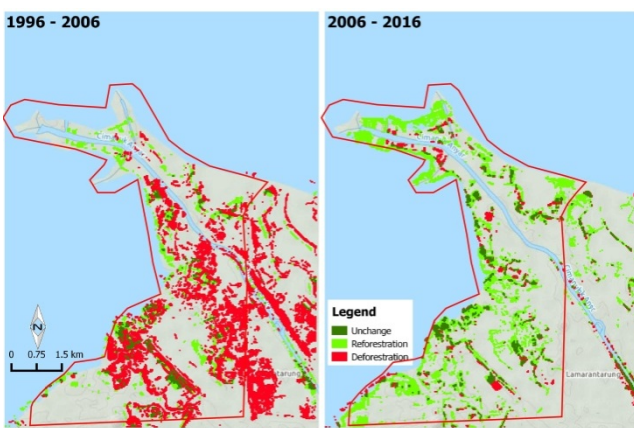 1996 - 2006
2006 - 2016
N
0 0.75 1.5 km
Legend
Unchange
Reforestration
Deforestration
Lamarantarung